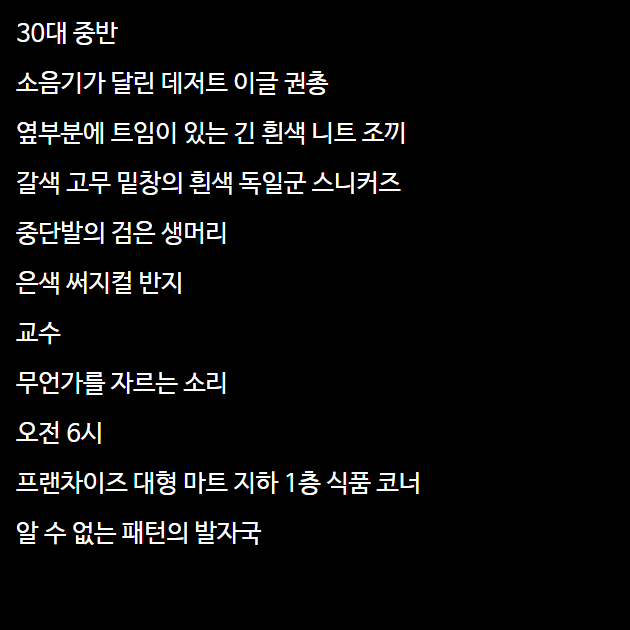 30대 중반
소음기가 달린 데저트 이글 권총
옆부분에 트임이 있는 긴 흰색 니트 조끼
갈색 고무 밑창의 흰색 독일군 스니커즈
중단발의 검은 생머리
은색 써지컬 반지
교수
무언가를 자르는 소리
오전 6시
프랜차이즈 대형 마트 지하 1층 식품 코너
알 수 없는 패턴의 발자국